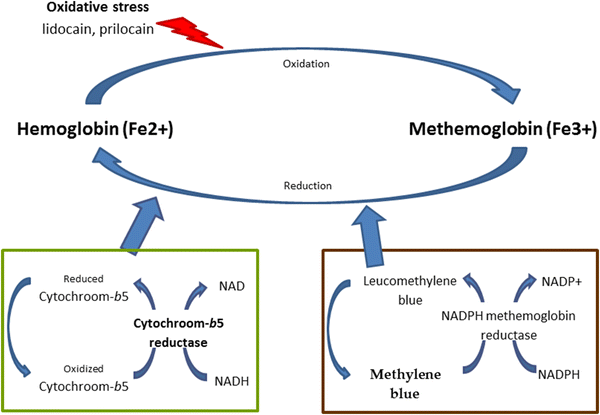 Oxidative stress
lidocain, prilocain
Oxidation
Hemoglobin (Fe2+)
Methemoglobin (Fe3+)
Reduction
Reduced
Cytochroom-b5
NAD
Cytochroom-b5
reductase
Oxidized
Cytochroom-b5
NADH
Leucomethylene
blue
NADP+
NADPH methemoglobin
reductase
Methylene
blue
NADPH